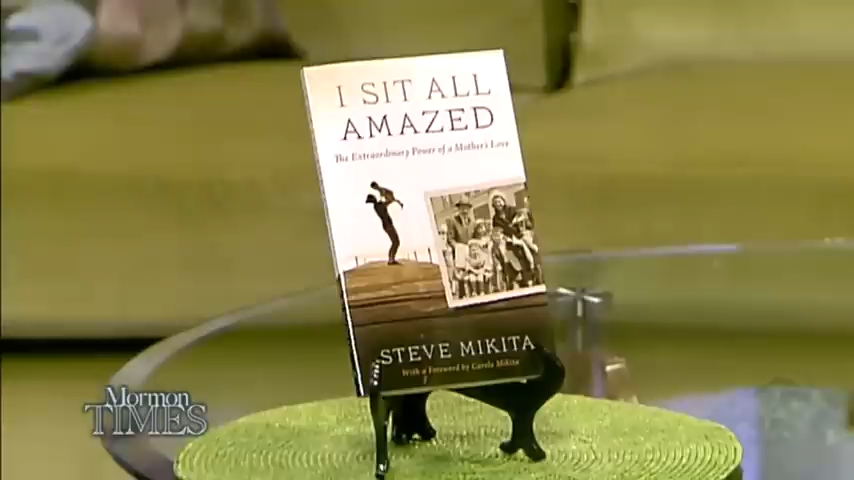 I SIT ALL
AMAZED
The Extraordinary Power of a Mother's Love
STEVE MIKITA
With a Foreword by Carole Mikita
Mormon
TIMES